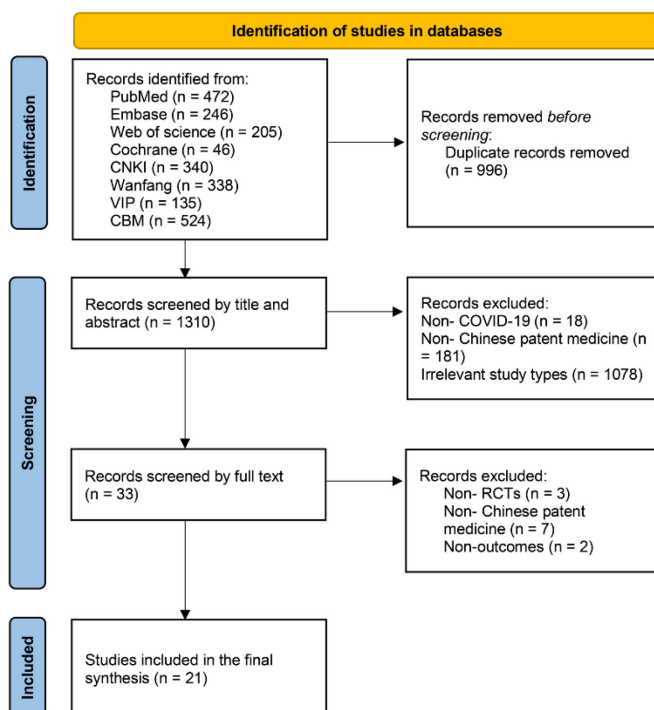 Identification of studies in databases
Identification
Records identified from:
PubMed (n = 472)
Embase (n = 246)
Web of science (n = 205)
Cochrane (n = 46)
CNKI (n = 340)
Wanfang (n = 338)
VIP (n = 135)
CBM (n = 524)
Records removed before
screening:
Duplicate records removed
(n = 996)
Screening
Records screened by title and
abstract (n = 1310)
Records excluded:
Non- COVID-19 (n = 18)
Non- Chinese patent medicine (n
= 181)
Irrelevant study types (n = 1078)
Records screened by full text
(n = 33)
Records excluded:
Non- RCTs (n = 3)
Non- Chinese patent
medicine (n = 7)
Non-outcomes (n = 2)
Included
Studies included in the final
synthesis (n = 21)